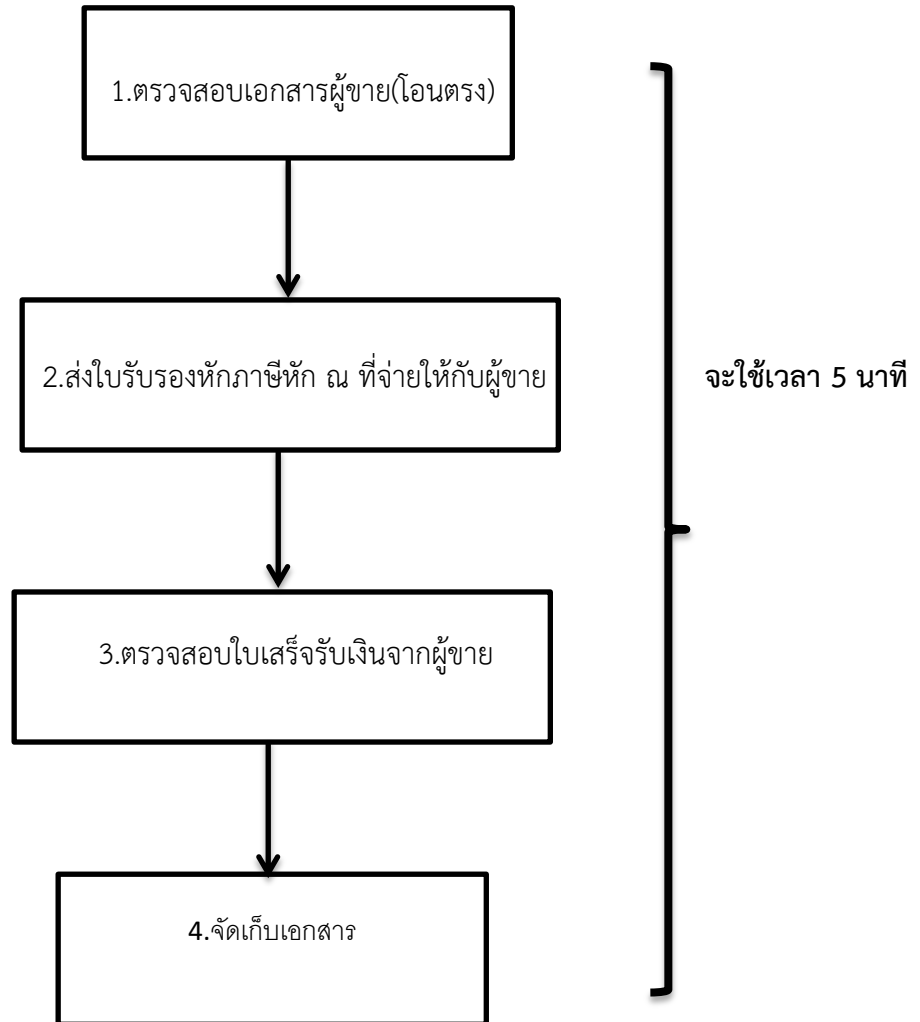 1.ตรวจสอบเอกสารผู้ขาย(โอนตรง)
2.ส่งใบรับรองหักภาษีหัก ณ ที่จ่ายให้กับผู้ขาย
จะใช้เวลา 5 นาที
3.ตรวจสอบใบเสร็จรับเงินจากผู้ขาย
4.จัดเก็บเอกสาร